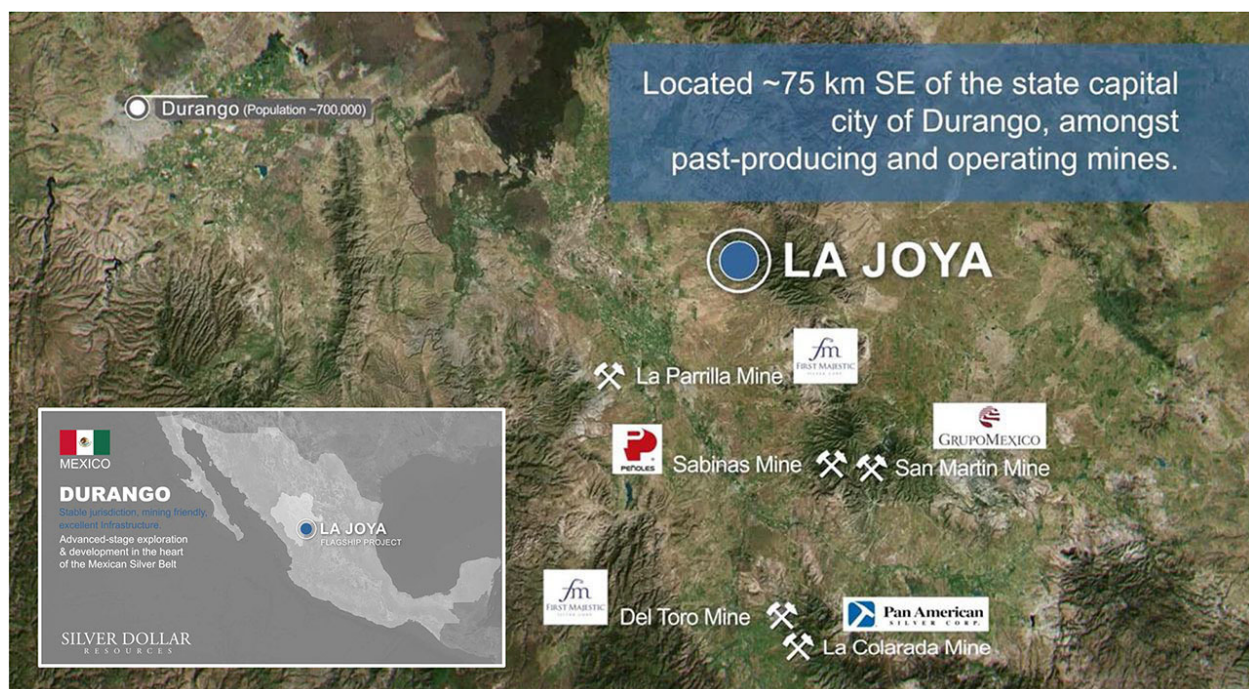 Located ~75 km SE of the state capital
city of Durango, amongst
past-producing and operating mines.
Durango (Population ~700,000)
LA JOYA
fm
FIRST MAJESTIC
SILVER CORP.
La Parrilla Mine
GRUPOMEXICO
PEÑOLES
Sabinas Mine
San Martin Mine
fm
FIRST MAJESTIC
SILVER CORP.
Del Toro Mine
Pan American
SILVER CORP.
La Colarada Mine
MEXICO
DURANGO
Stable jurisdiction, mining friendly,
excellent Infrastructure.
Advanced-stage exploration
& development in the heart
of the Mexican Silver Belt
LA JOYA
FLAGSHIP PROJECT
SILVER DOLLAR
RESOURCES